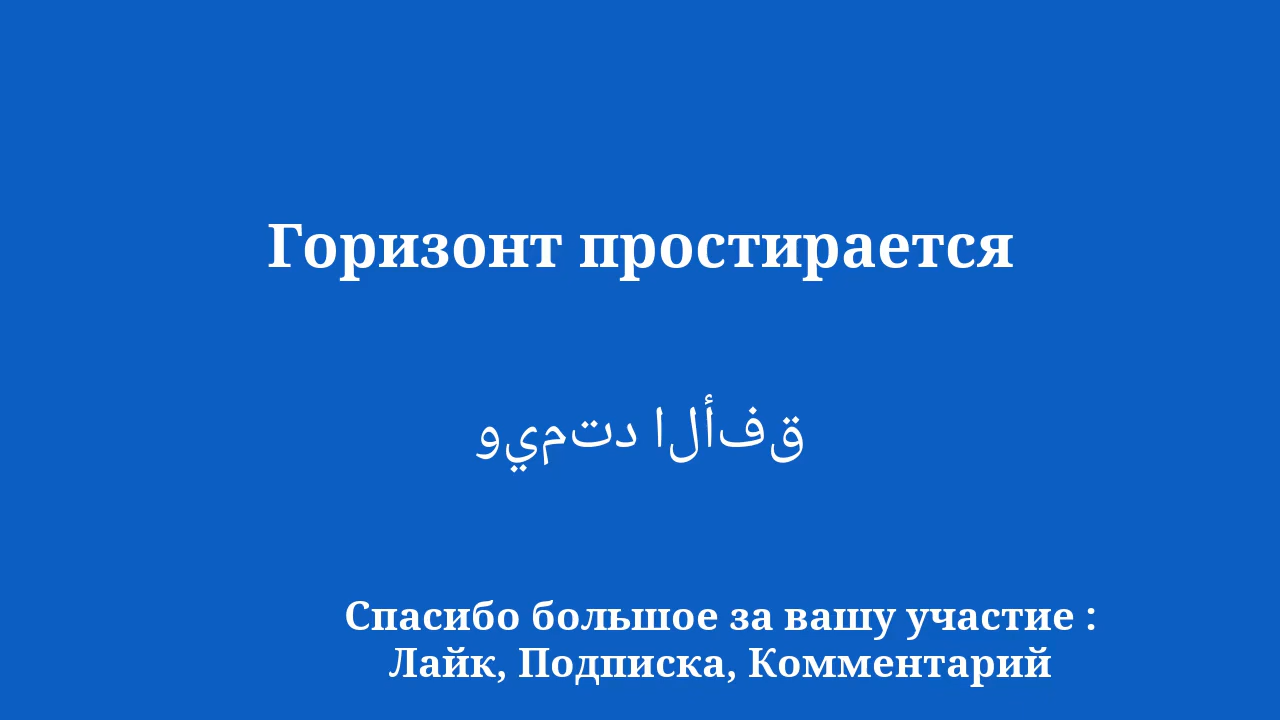 Горизонт простирается
ويمتد الأفق
Спасибо большое за вашу участие :
Лайк, Подписка, Комментарий